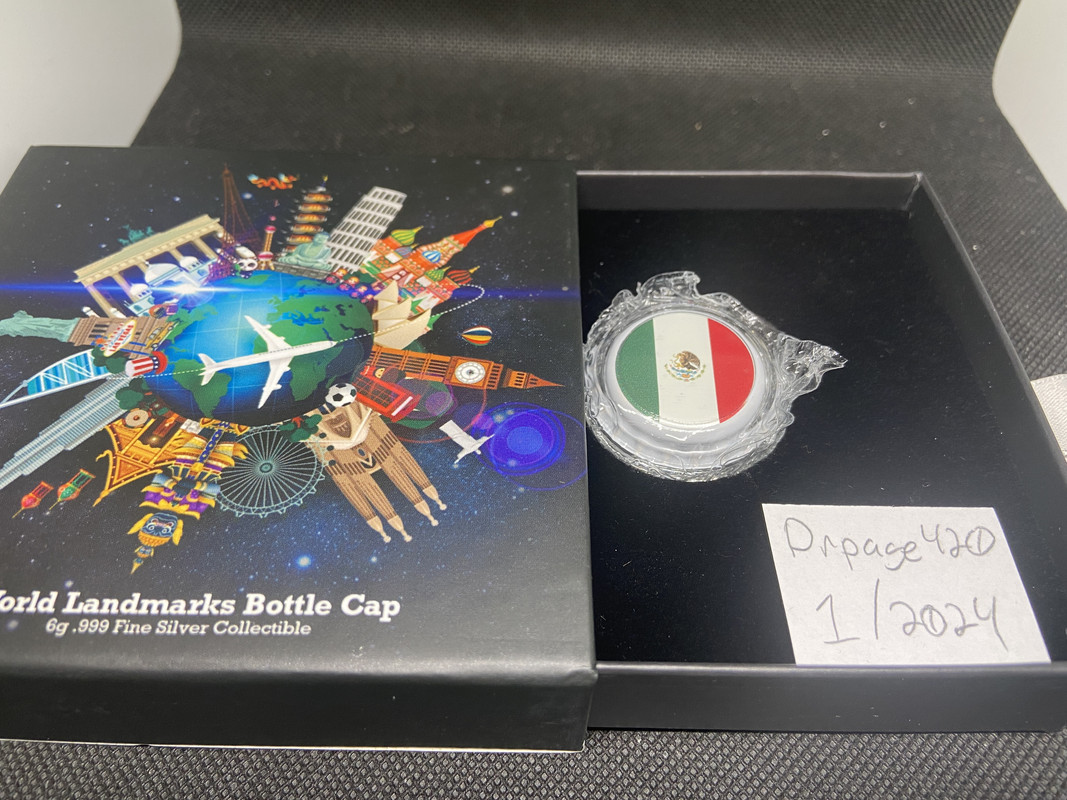 orld Landmarks Bottle Cap
6g .999 Fine Silver Collectible
Drpage420
1/2024